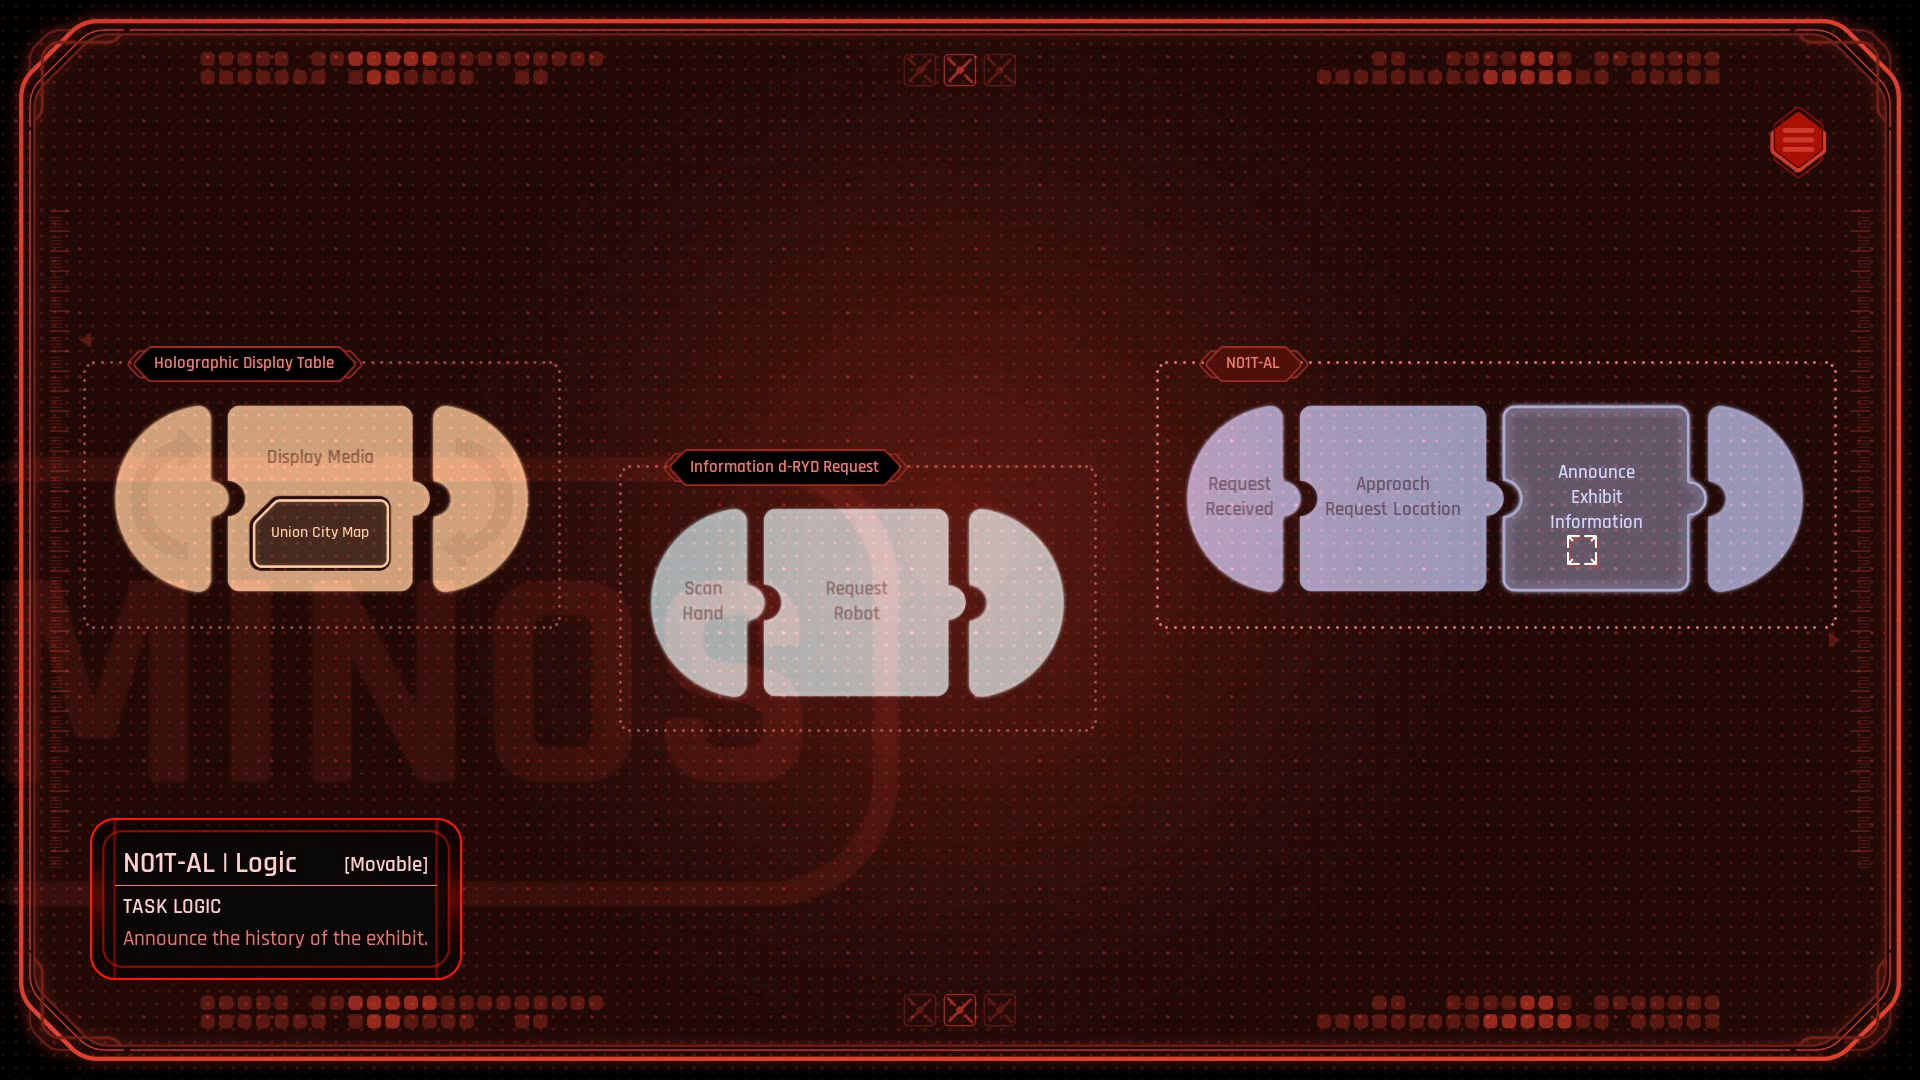 Holographic Display Table
Display Media
Union City Map
Information d-RYD Request
Scan
Hand
Request
Robot
N01T-AL
Request
Received
Approach
Request Location
Announce
Exhibit
Information
MINOS
N01T-AL | Logic [Movable]
TASK LOGIC
Announce the history of the exhibit.